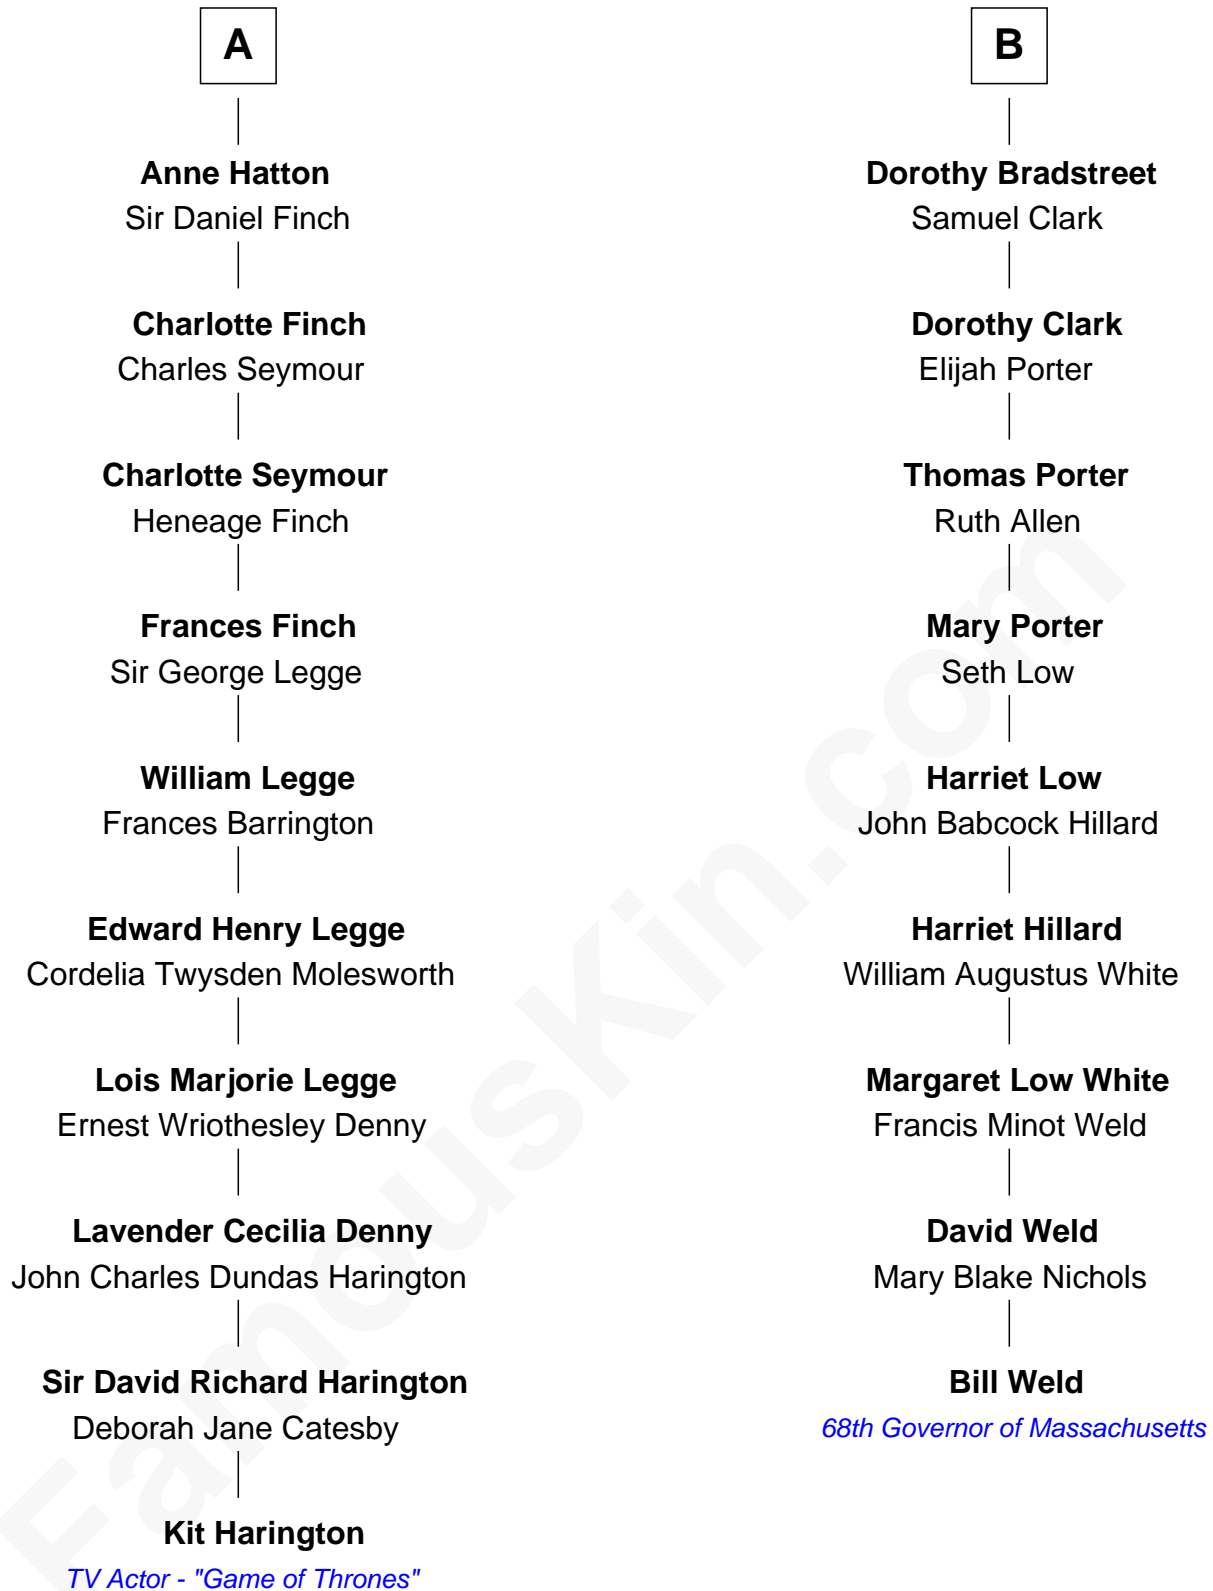 A
Anne Hatton
Sir Daniel Finch
Charlotte Finch
Charles Seymour
Charlotte Seymour
Heneage Finch
Frances Finch
Sir George Legge
William Legge
Frances Barrington
Edward Henry Legge
Cordelia Twysden Molesworth
Lois Marjorie Legge
Ernest Wriothesley Denny
Lavender Cecilia Denny
John Charles Dundas Harington
Sir David Richard Harington
Deborah Jane Catesby
Kit Harington
TV Actor - "Game of Thrones"
B
Dorothy Bradstreet
Samuel Clark
Dorothy Clark
Elijah Porter
Thomas Porter
Ruth Allen
Mary Porter
Seth Low
Harriet Low
John Babcock Hillard
Harriet Hillard
William Augustus White
Margaret Low White
Francis Minot Weld
David Weld
Mary Blake Nichols
Bill Weld
68th Governor of Massachusetts
FamousKin.com